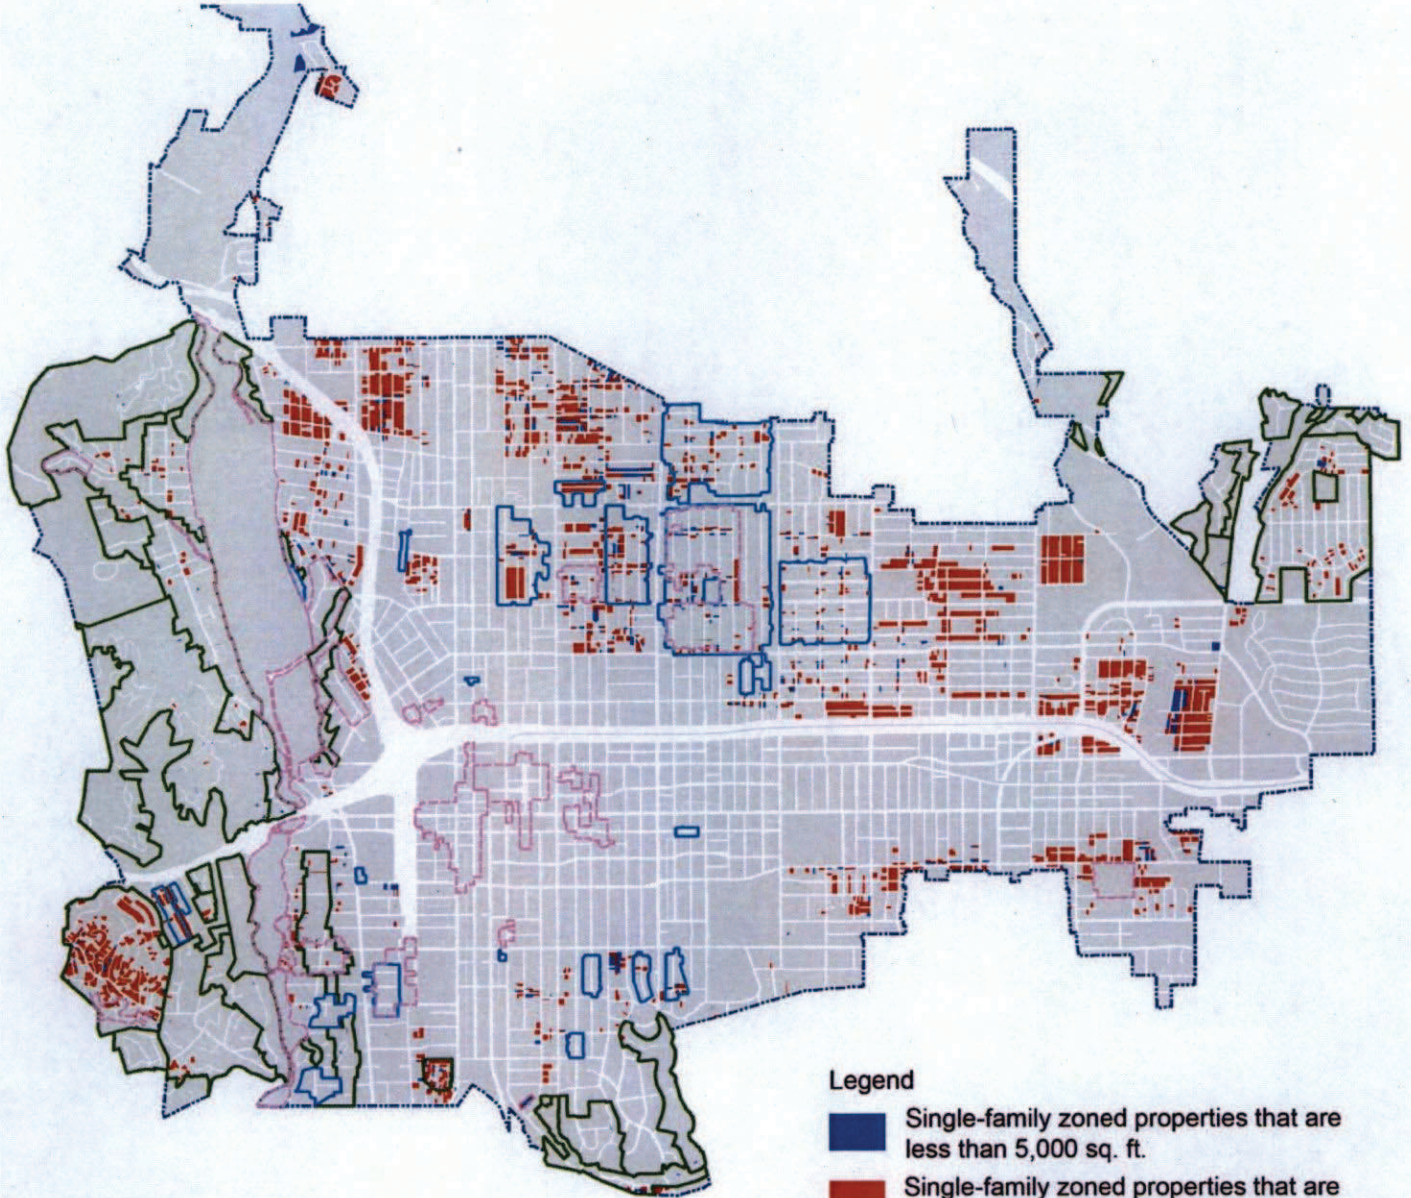 Legend
Single-family zoned properties that are
less than 5,000 sq. ft.
Single-family zoned properties that are